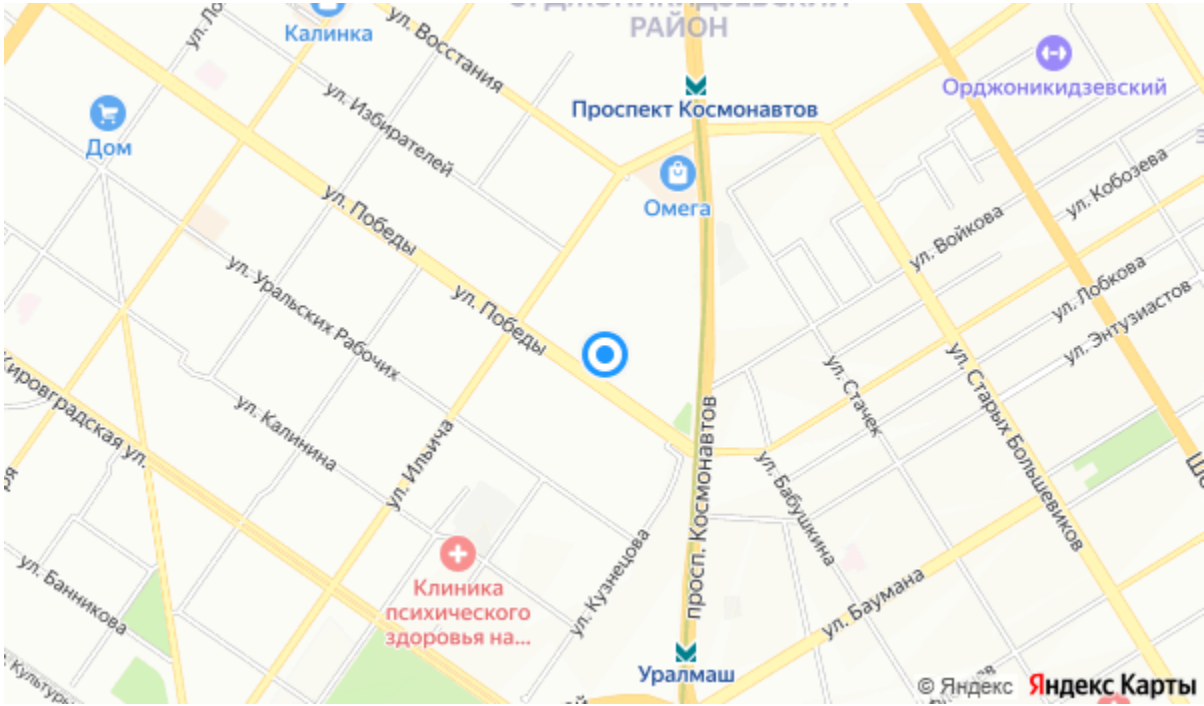 РАЙОН
Калинка
ул. Восстания
Проспект Космонавтов
Орджоникидзевский
ул. Избирателей
Дом
Омега
ул. Кобозева
ул. Победы
ул. Войкова
ул. Уральских Рабочих
ул. Победы
ул. Лобкова
ул. Энтузиастов
ул. Стачек
ул. Старых Большевиков
Кировградская ул.
ул. Калинина
ул. Ильича
просп. Космонавтов
ул. Бабушкина
ул. Кузнецова
ул. Банникова
Клиника
психического
здоровья на...
ул. Баумана
Уралмаш
© Яндекс Яндекс Карты